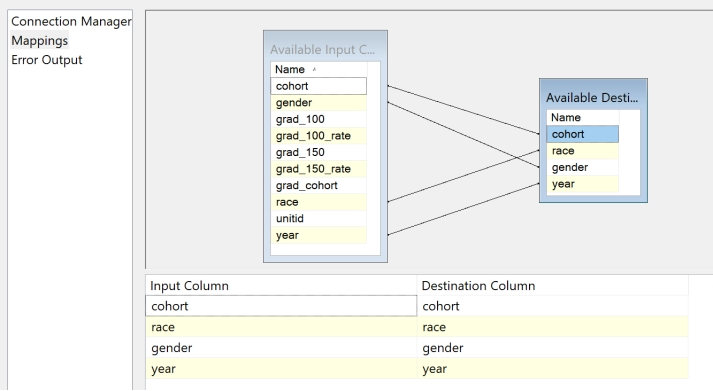 Connection Manager
Mappings
Error Output
Available Input C...
Name
cohort
gender
grad_100
grad_100_rate
grad_150
grad_150_rate
grad_cohort
race
unitid
year
Available Desti...
Name
cohort
race
gender
year
Input Column Destination Column
cohort cohort
race race
gender gender
year year